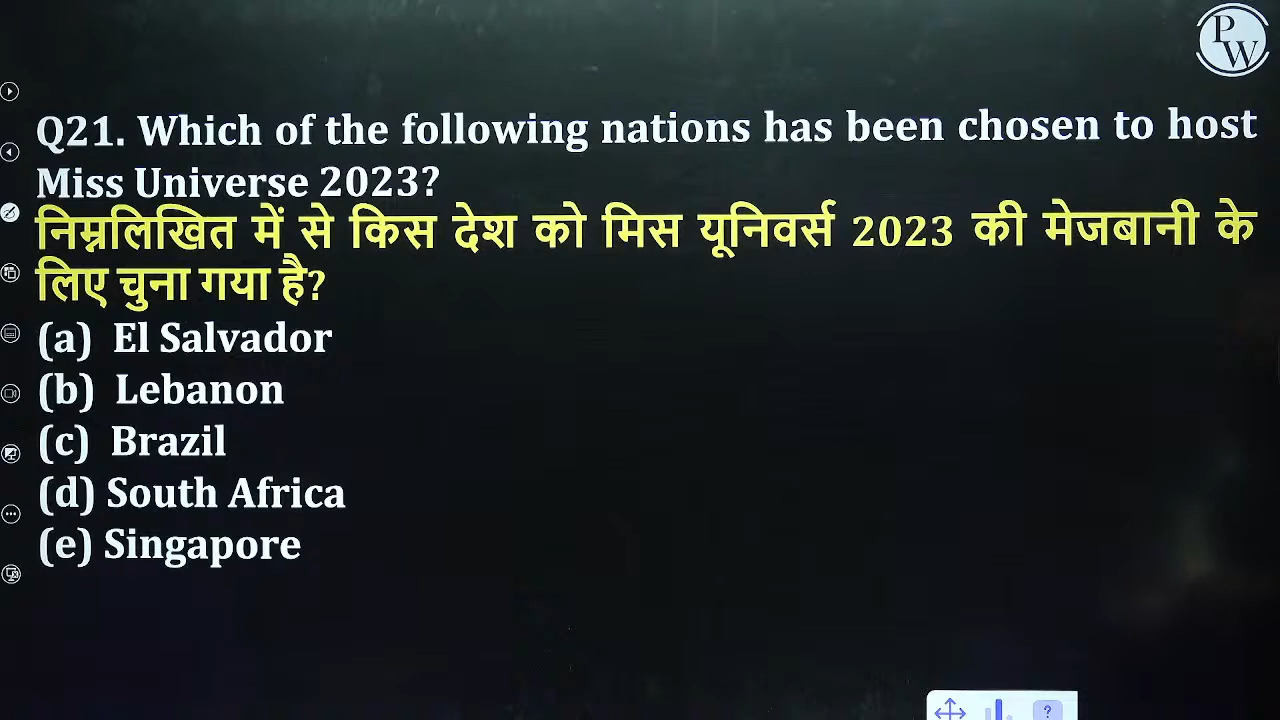 PW
Q21. Which of the following nations has been chosen to host
Miss Universe 2023?
निम्नलिखित में से किस देश को मिस यूनिवर्स 2023 की मेजबानी के
लिए चुना गया है?
(a) El Salvador
(b) Lebanon
(c) Brazil
(d) South Africa
(e) Singapore
?